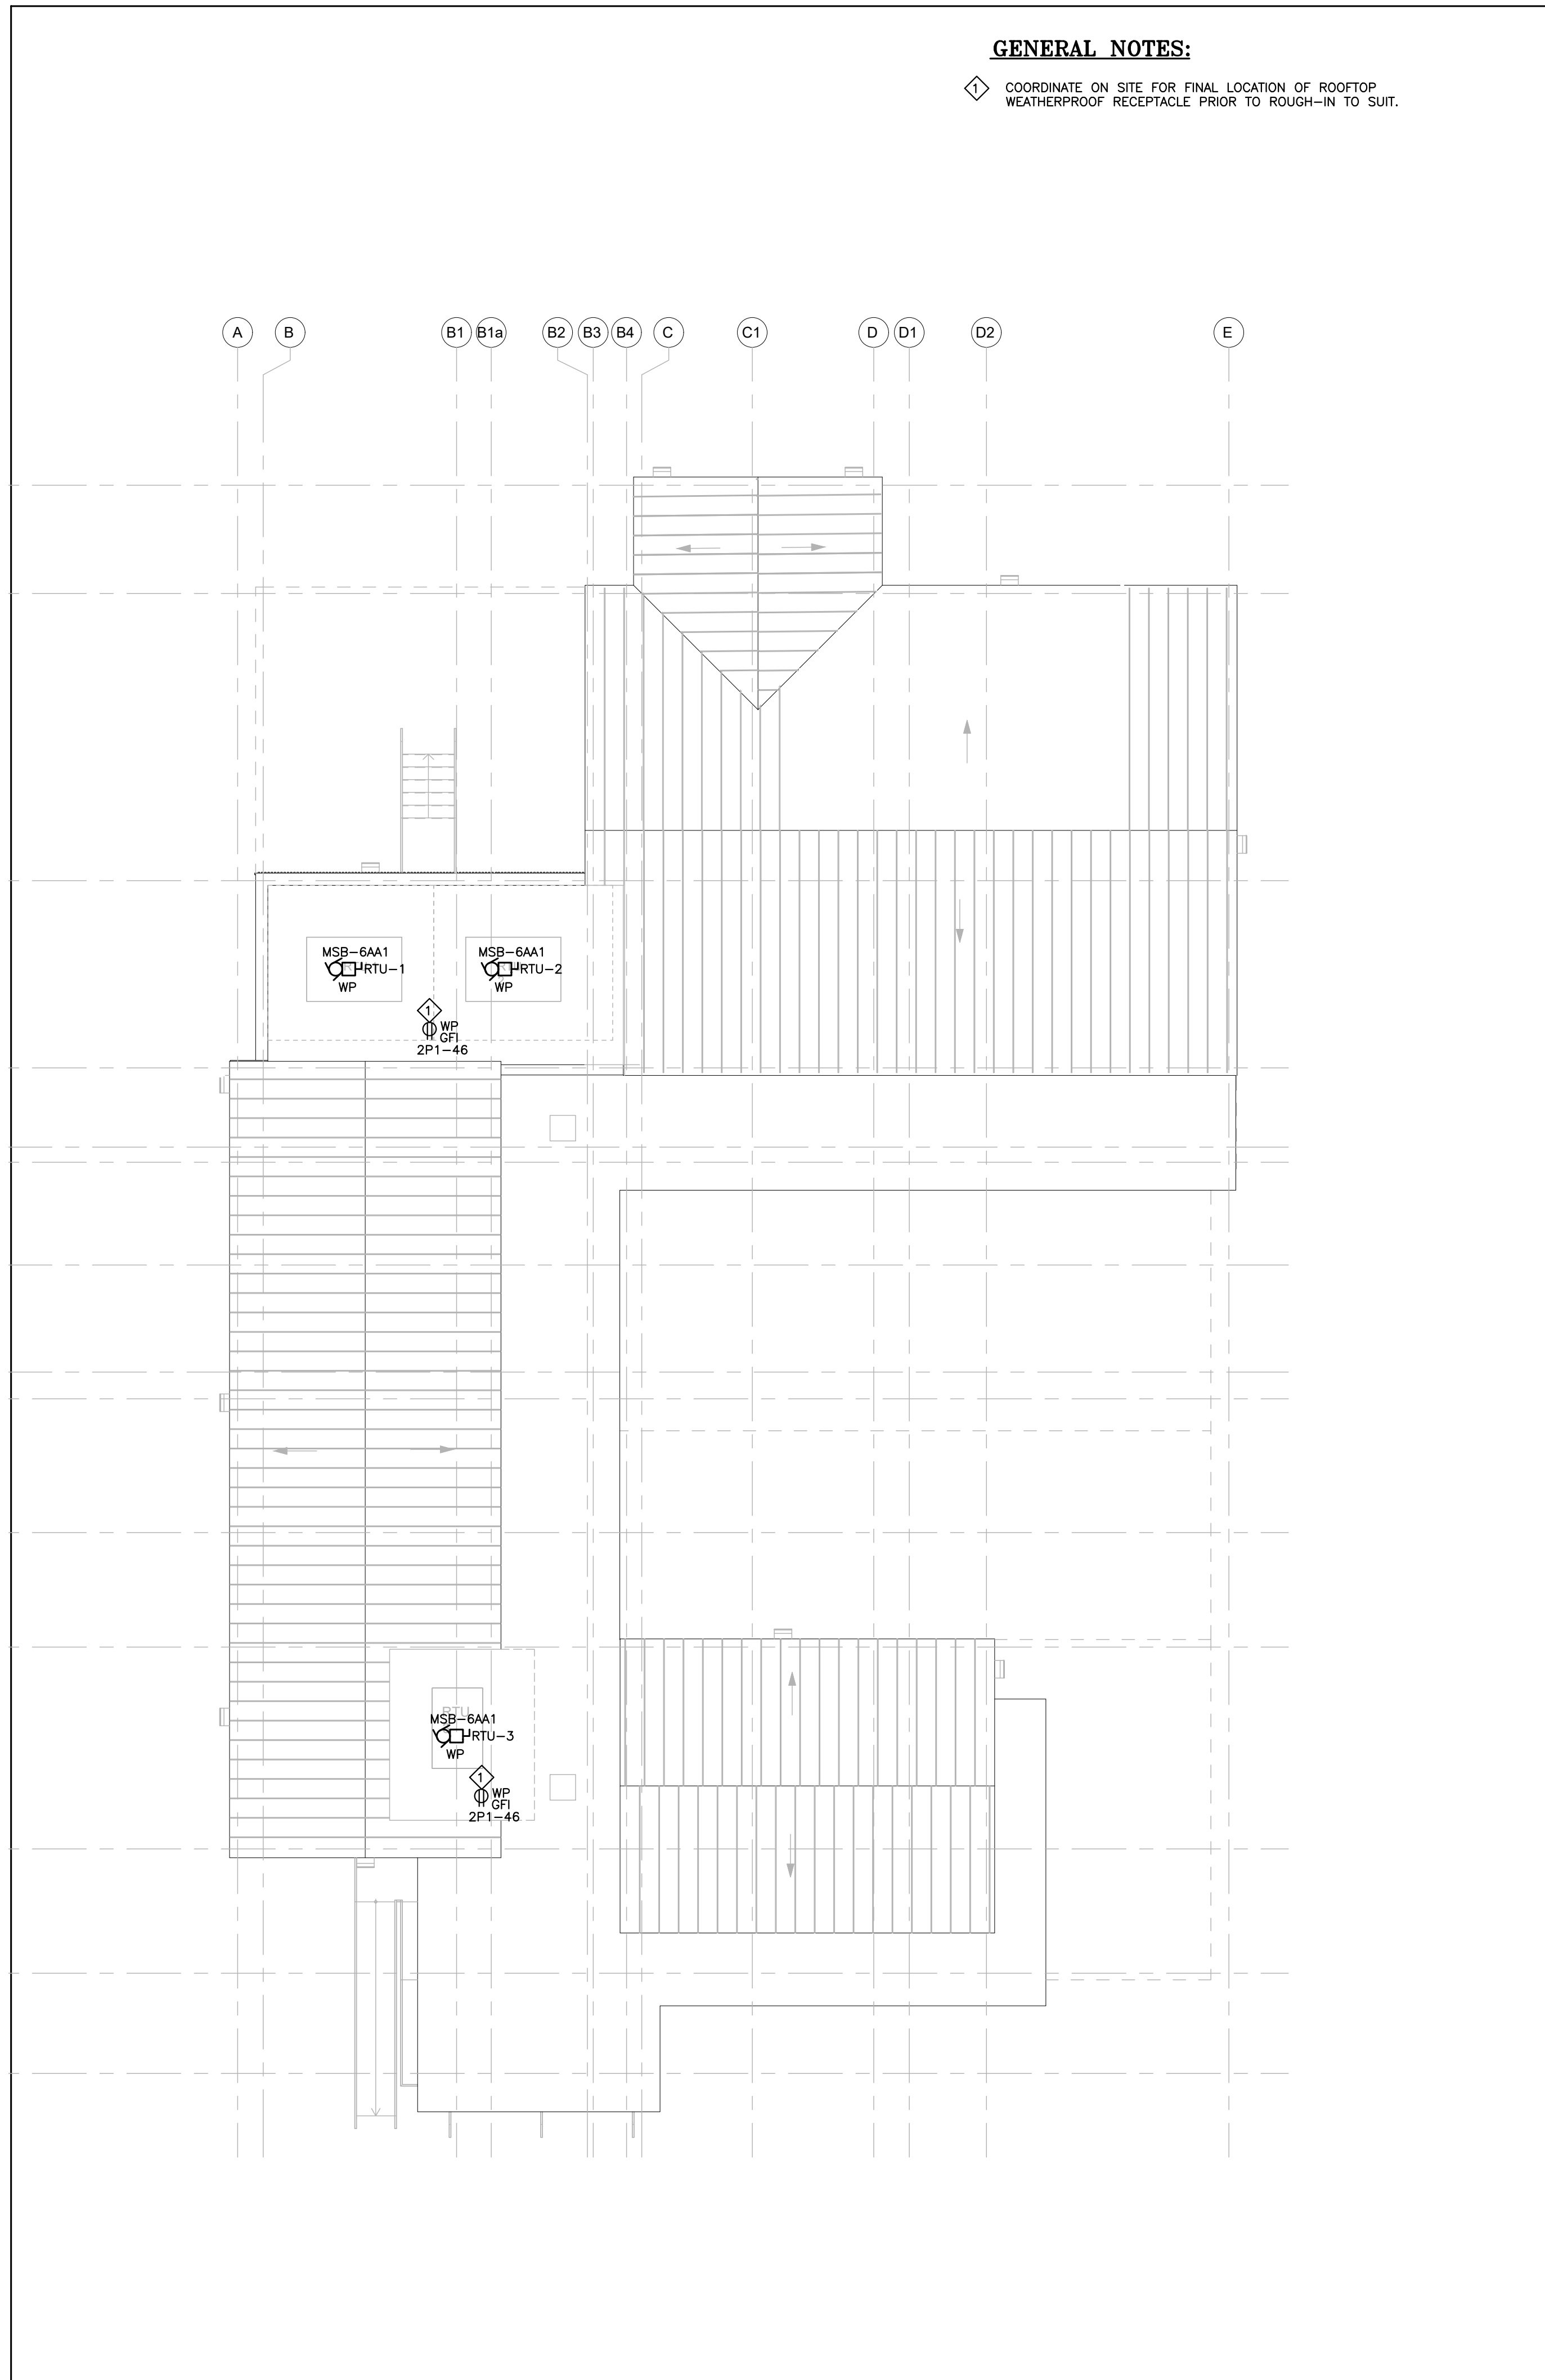 GENERAL NOTES:
1
COORDINATE ON SITE FOR FINAL LOCATION OF ROOFTOP
WEATHERPROOF RECEPTACLE PRIOR TO ROUGH-IN TO SUIT.
A
B
B1
B1a
B2
B3
B4
C
C1
D
D1
D2
E
MSB-6AA1
RTU-1
WP
MSB-6AA1
RTU-2
WP
1
WP
GFI
2P1-46
RTU
MSB-6AA1
RTU-3
WP
1
WP
GFI
2P1-46